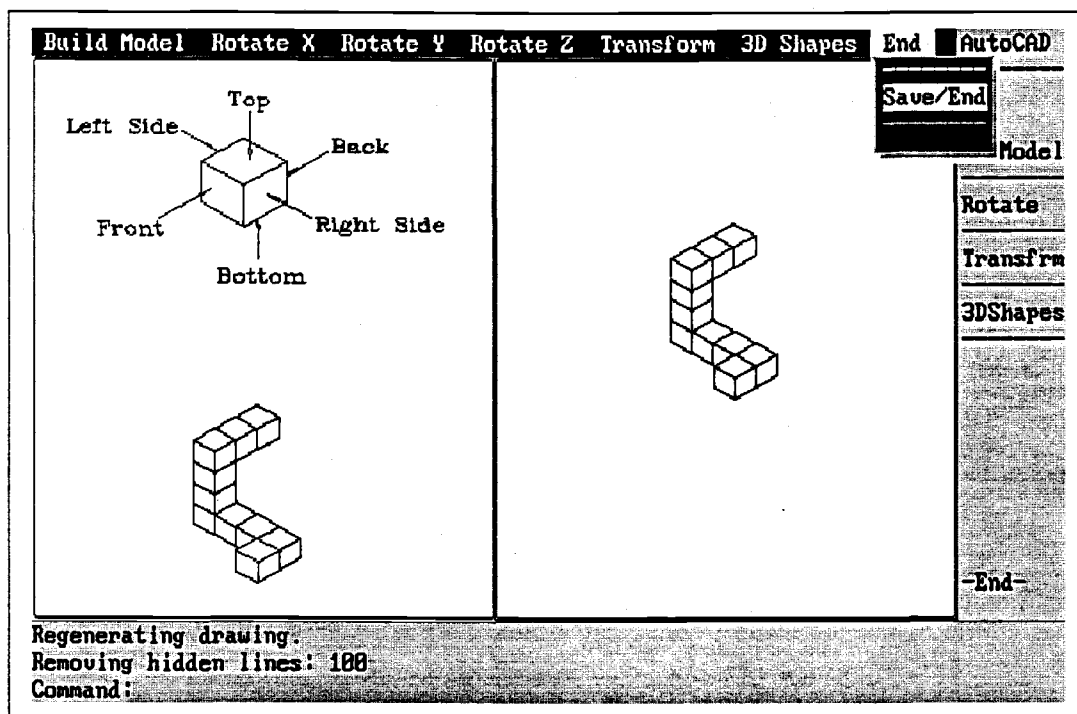 Build Model Rotate X Rotate Y Rotate Z Transform 3D Shapes End AutoCAD
Save/End
Model
Top
Left Side
Back
Front
Right Side
Bottom
Rotate
Transfrm
3DShapes
-End-
Regenerating drawing.
Removing hidden lines: 100
Command: